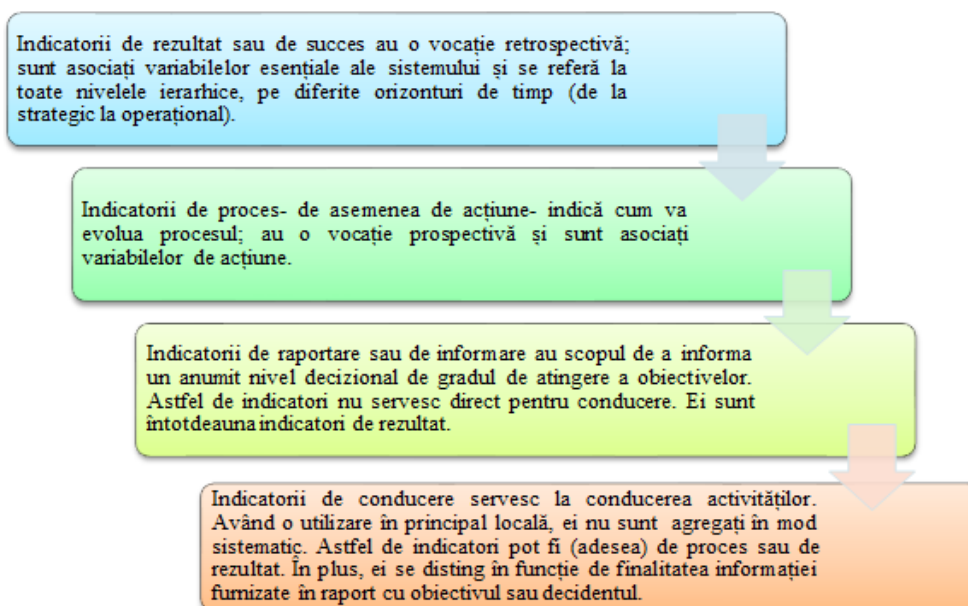 Indicatorii de rezultat sau de succes au o vocație retrospectivă;
sunt asociați variabilelor esențiale ale sistemului și se referă la
toate nivelele ierarhice, pe diferite orizonturi de timp (de la
strategic la operațional).
Indicatorii de proces- de asemenea de acțiune- indică cum va
evolua procesul; au o vocație prospectivă și sunt asociați
variabilelor de acțiune.
Indicatorii de raportare sau de informare au scopul de a informa
un anumit nivel decizional de gradul de atingere a obiectivelor.
Astfel de indicatori nu servesc direct pentru conducere. Ei sunt
întotdeauna indicatori de rezultat.
Indicatorii de conducere servesc la conducerea activităților.
Având o utilizare în principal locală, ei nu sunt agregați în mod
sistematic. Astfel de indicatori pot fi (adesea) de proces sau de
rezultat. În plus, ei se disting în funcție de finalitatea informației
furnizate în raport cu obiectivul sau decidentul.